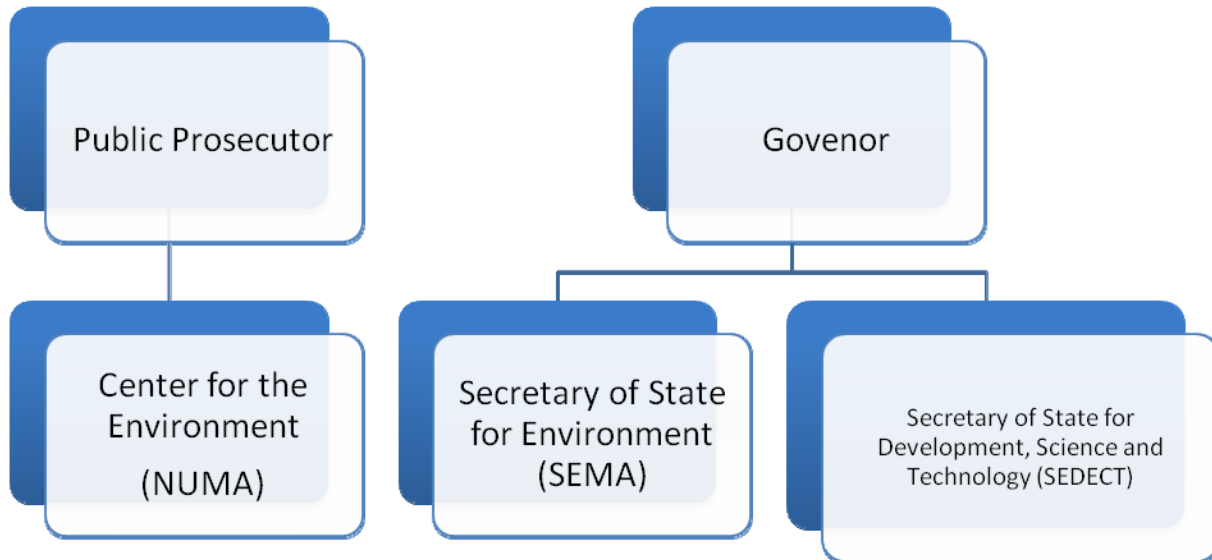 Public Prosecutor
Govenor
Center for the
Environment
(NUMA)
Secretary of State
for Environment
(SEMA)
Secretary of State for
Development, Science and
Technology (SEDECT)